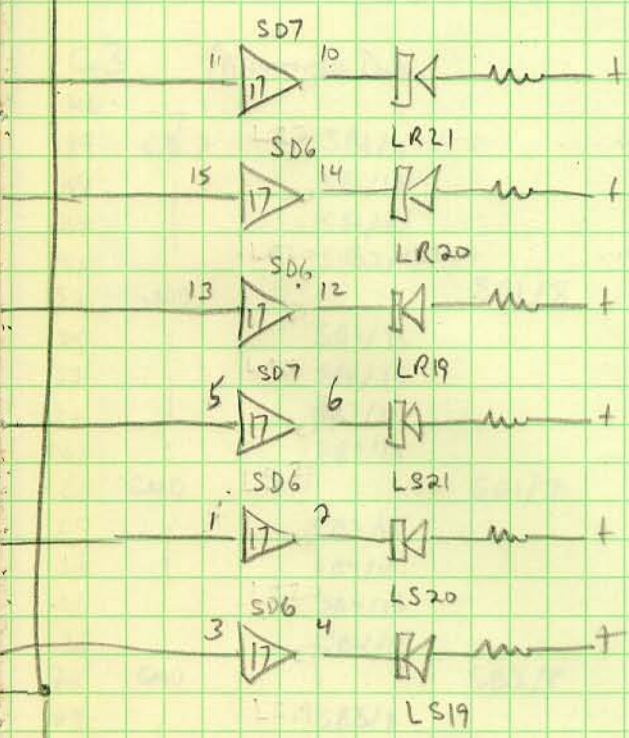 SD7
11 17 10 +
LR21
SD6
15 17 14 +
LR20
SD6
13 17 12 +
LR19
SD7
5 17 6 +
LS21
SD6
1 17 2 +
LS20
SD6
3 17 4 +
LS19